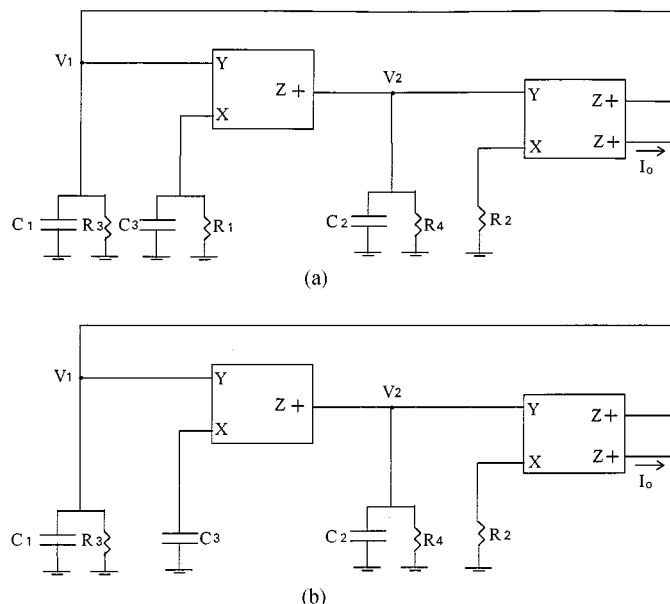 V1
Y
Z+
X
V2
Y
Z+
X
Z+
Io
C1
R3
C3
R1
C2
R4
R2
(a)
V1
Y
Z+
X
V2
Y
Z+
X
Z+
Io
C1
R3
C3
C2
R4
R2
(b)